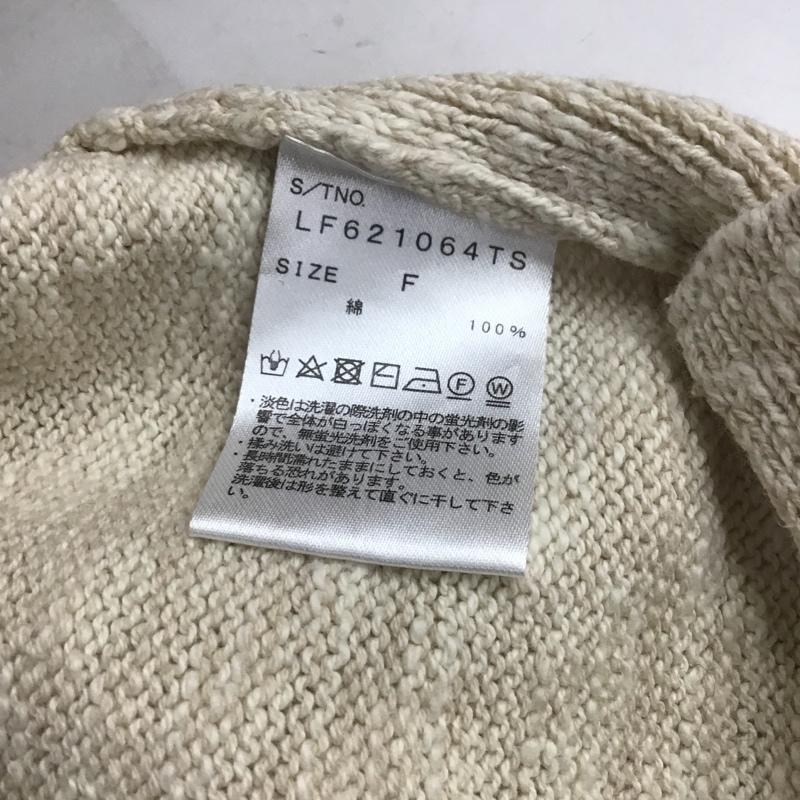 S/TNO.
LF621064TS
SIZE F
綿
100%
F W
・淡色は洗濯の際洗剤の中の蛍光剤の影
響で全体が白っぽくなる事があります
ので、無蛍光洗剤をご使用下さい。
・揉み洗いは避けて下さい。
・長時間濡れたままにしておくと、色が
落ちる恐れがあります。
洗濯後は形を整えて直ぐに干して下さ
い。